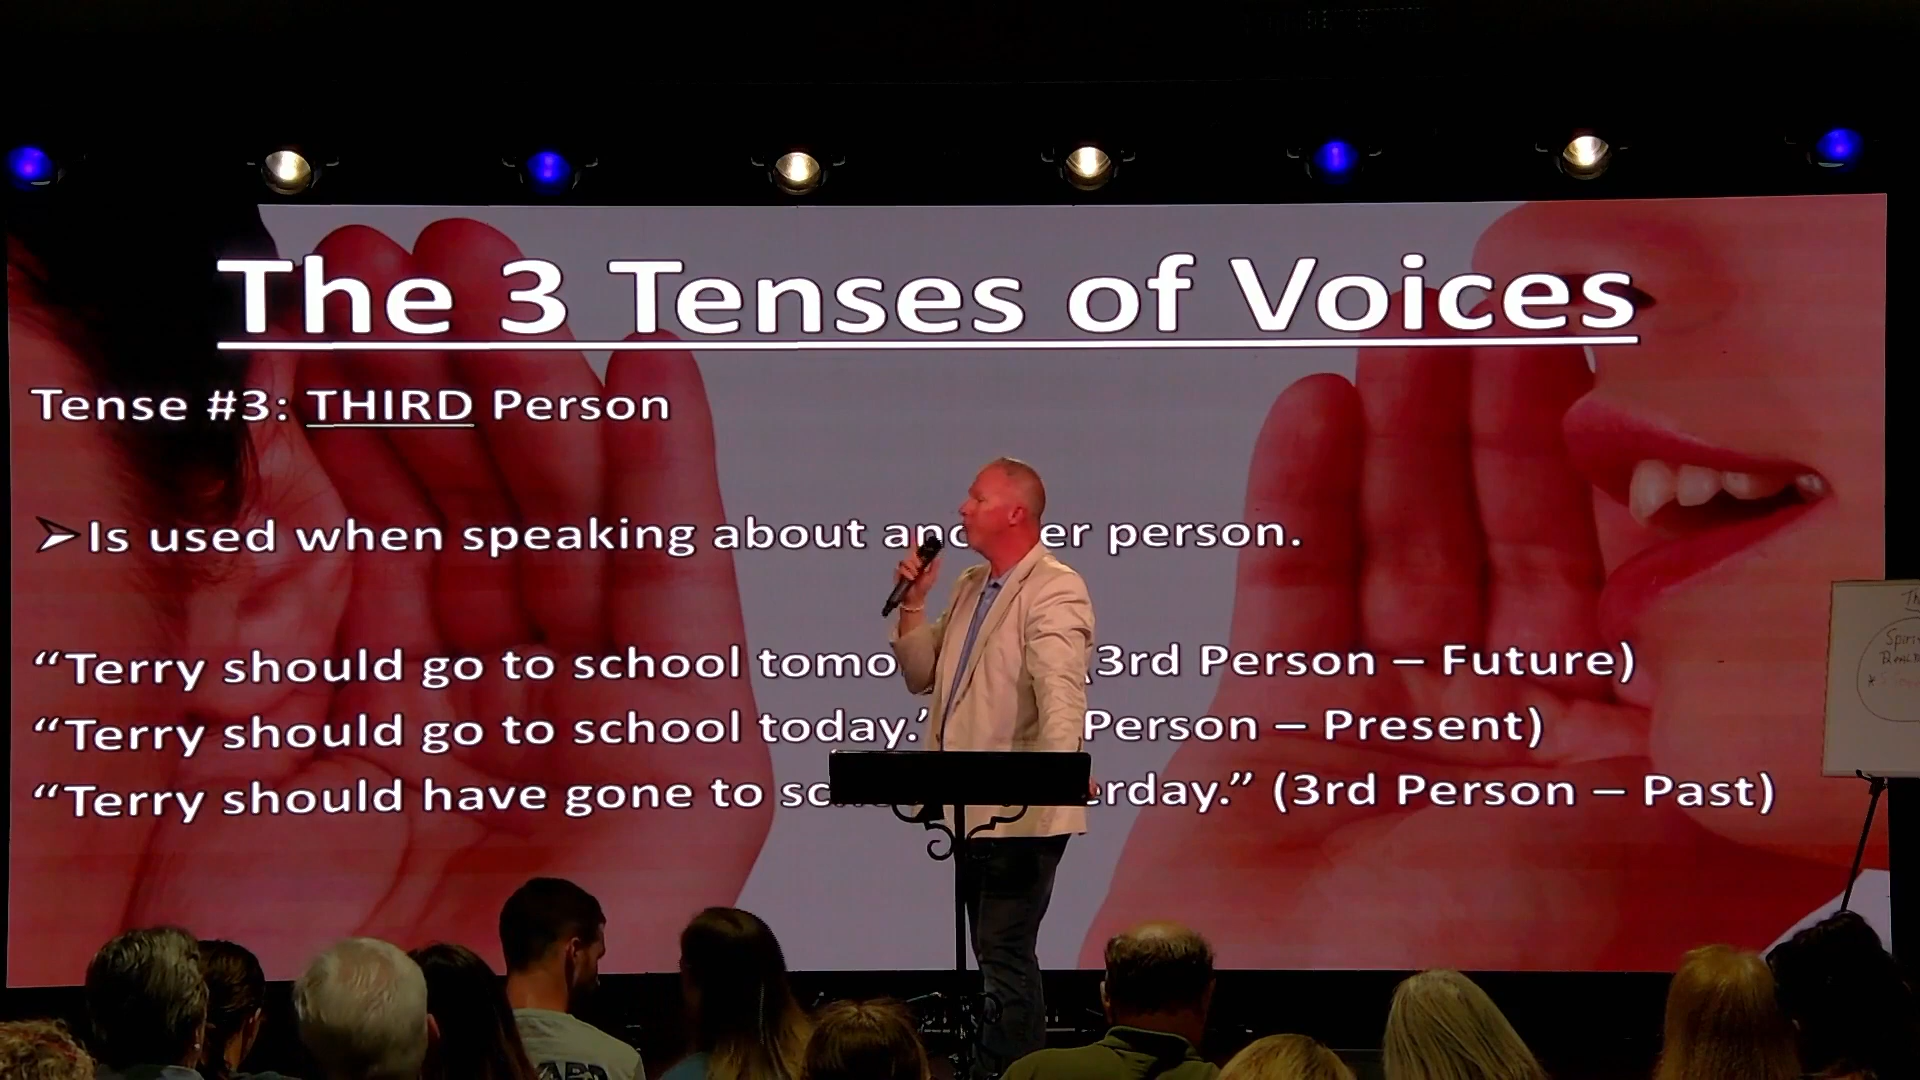 The 3 Tenses of Voices
Tense #3: THIRD Person
➢Is used when speaking about another person.
“Terry should go to school tomo (3rd Person – Future)
“Terry should go to school today.” Person – Present)
“Terry should have gone to sc erday.” (3rd Person – Past)